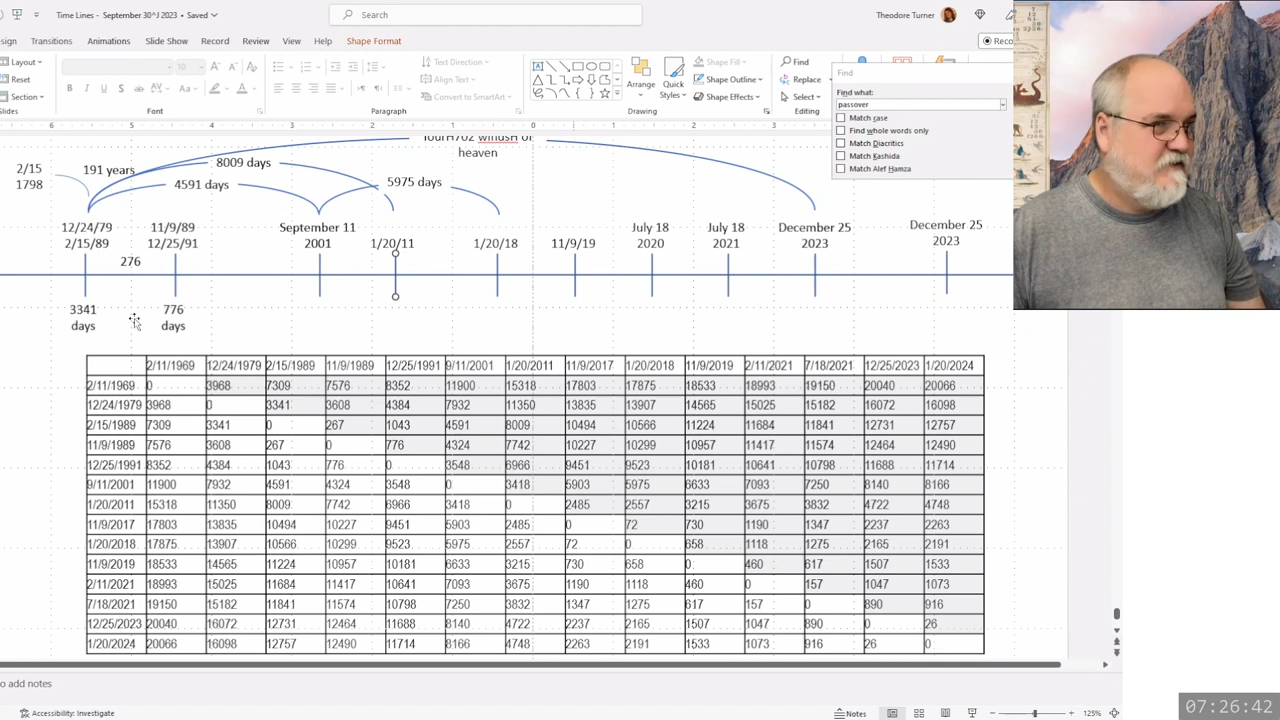 Time Lines - September 30^J 2023 • Saved
Search
Theodore Turner
sign Transitions Animations Slide Show Record Review View Help Shape Format
Layout
Reset
Section
Slides
Font
Text Direction
Align Text
Convert to SmartArt
Paragraph
Arrange
Quick
Styles
Shape Fill
Shape Outline
Shape Effects
Drawing
Find
Replace
Select
Editing
Find
Find what:
passover
Match case
Find whole words only
Match Diacritics
Match Kashida
Match Alef Hamza
6 5 4 3 2 1 0 1 2 3
fourH702 windsH of
heaven
2/15
1798
191 years
8009 days
4591 days
5975 days
12/24/79
2/15/89
11/9/89
12/25/91
September 11
2001
1/20/11
1/20/18
11/9/19
July 18
2020
July 18
2021
December 25
2023
December 25
2023
276
3341
days
776
days
2/11/1969 12/24/1979 2/15/1989 11/9/1989 12/25/1991 9/11/2001 1/20/2011 11/9/2017 1/20/2018 11/9/2019 2/11/2021 7/18/2021 12/25/2023 1/20/2024
2/11/1969 0 3968 7309 7576 8352 11900 15318 17803 17875 18533 18993 19150 20040 20066
12/24/1979 3968 0 3341 3608 4384 7932 11350 13835 13907 14565 15025 15182 16072 16098
2/15/1989 7309 3341 0 267 1043 4591 8009 10494 10566 11224 11684 11841 12731 12757
11/9/1989 7576 3608 267 0 776 4324 7742 10227 10299 10957 11417 11574 12464 12490
12/25/1991 8352 4384 1043 776 0 3548 6966 9451 9523 10181 10641 10798 11688 11714
9/11/2001 11900 7932 4591 4324 3548 0 3418 5903 5975 6633 7093 7250 8140 8166
1/20/2011 15318 11350 8009 7742 6966 3418 0 2485 2557 3215 3675 3832 4722 4748
11/9/2017 17803 13835 10494 10227 9451 5903 2485 0 72 730 1190 1347 2237 2263
1/20/2018 17875 13907 10566 10299 9523 5975 2557 72 0 658 1118 1275 2165 2191
11/9/2019 18533 14565 11224 10957 10181 6633 3215 730 658 0 460 617 1507 1533
2/11/2021 18993 15025 11684 11417 10641 7093 3675 1190 1118 460 0 157 1047 1073
7/18/2021 19150 15182 11841 11574 10798 7250 3832 1347 1275 617 157 0 890 916
12/25/2023 20040 16072 12731 12464 11688 8140 4722 2237 2165 1507 1047 890 0 26
1/20/2024 20066 16098 12757 12490 11714 8166 4748 2263 2191 1533 1073 916 26 0
to add notes
Accessibility: Investigate
Notes
125%
07:26:42